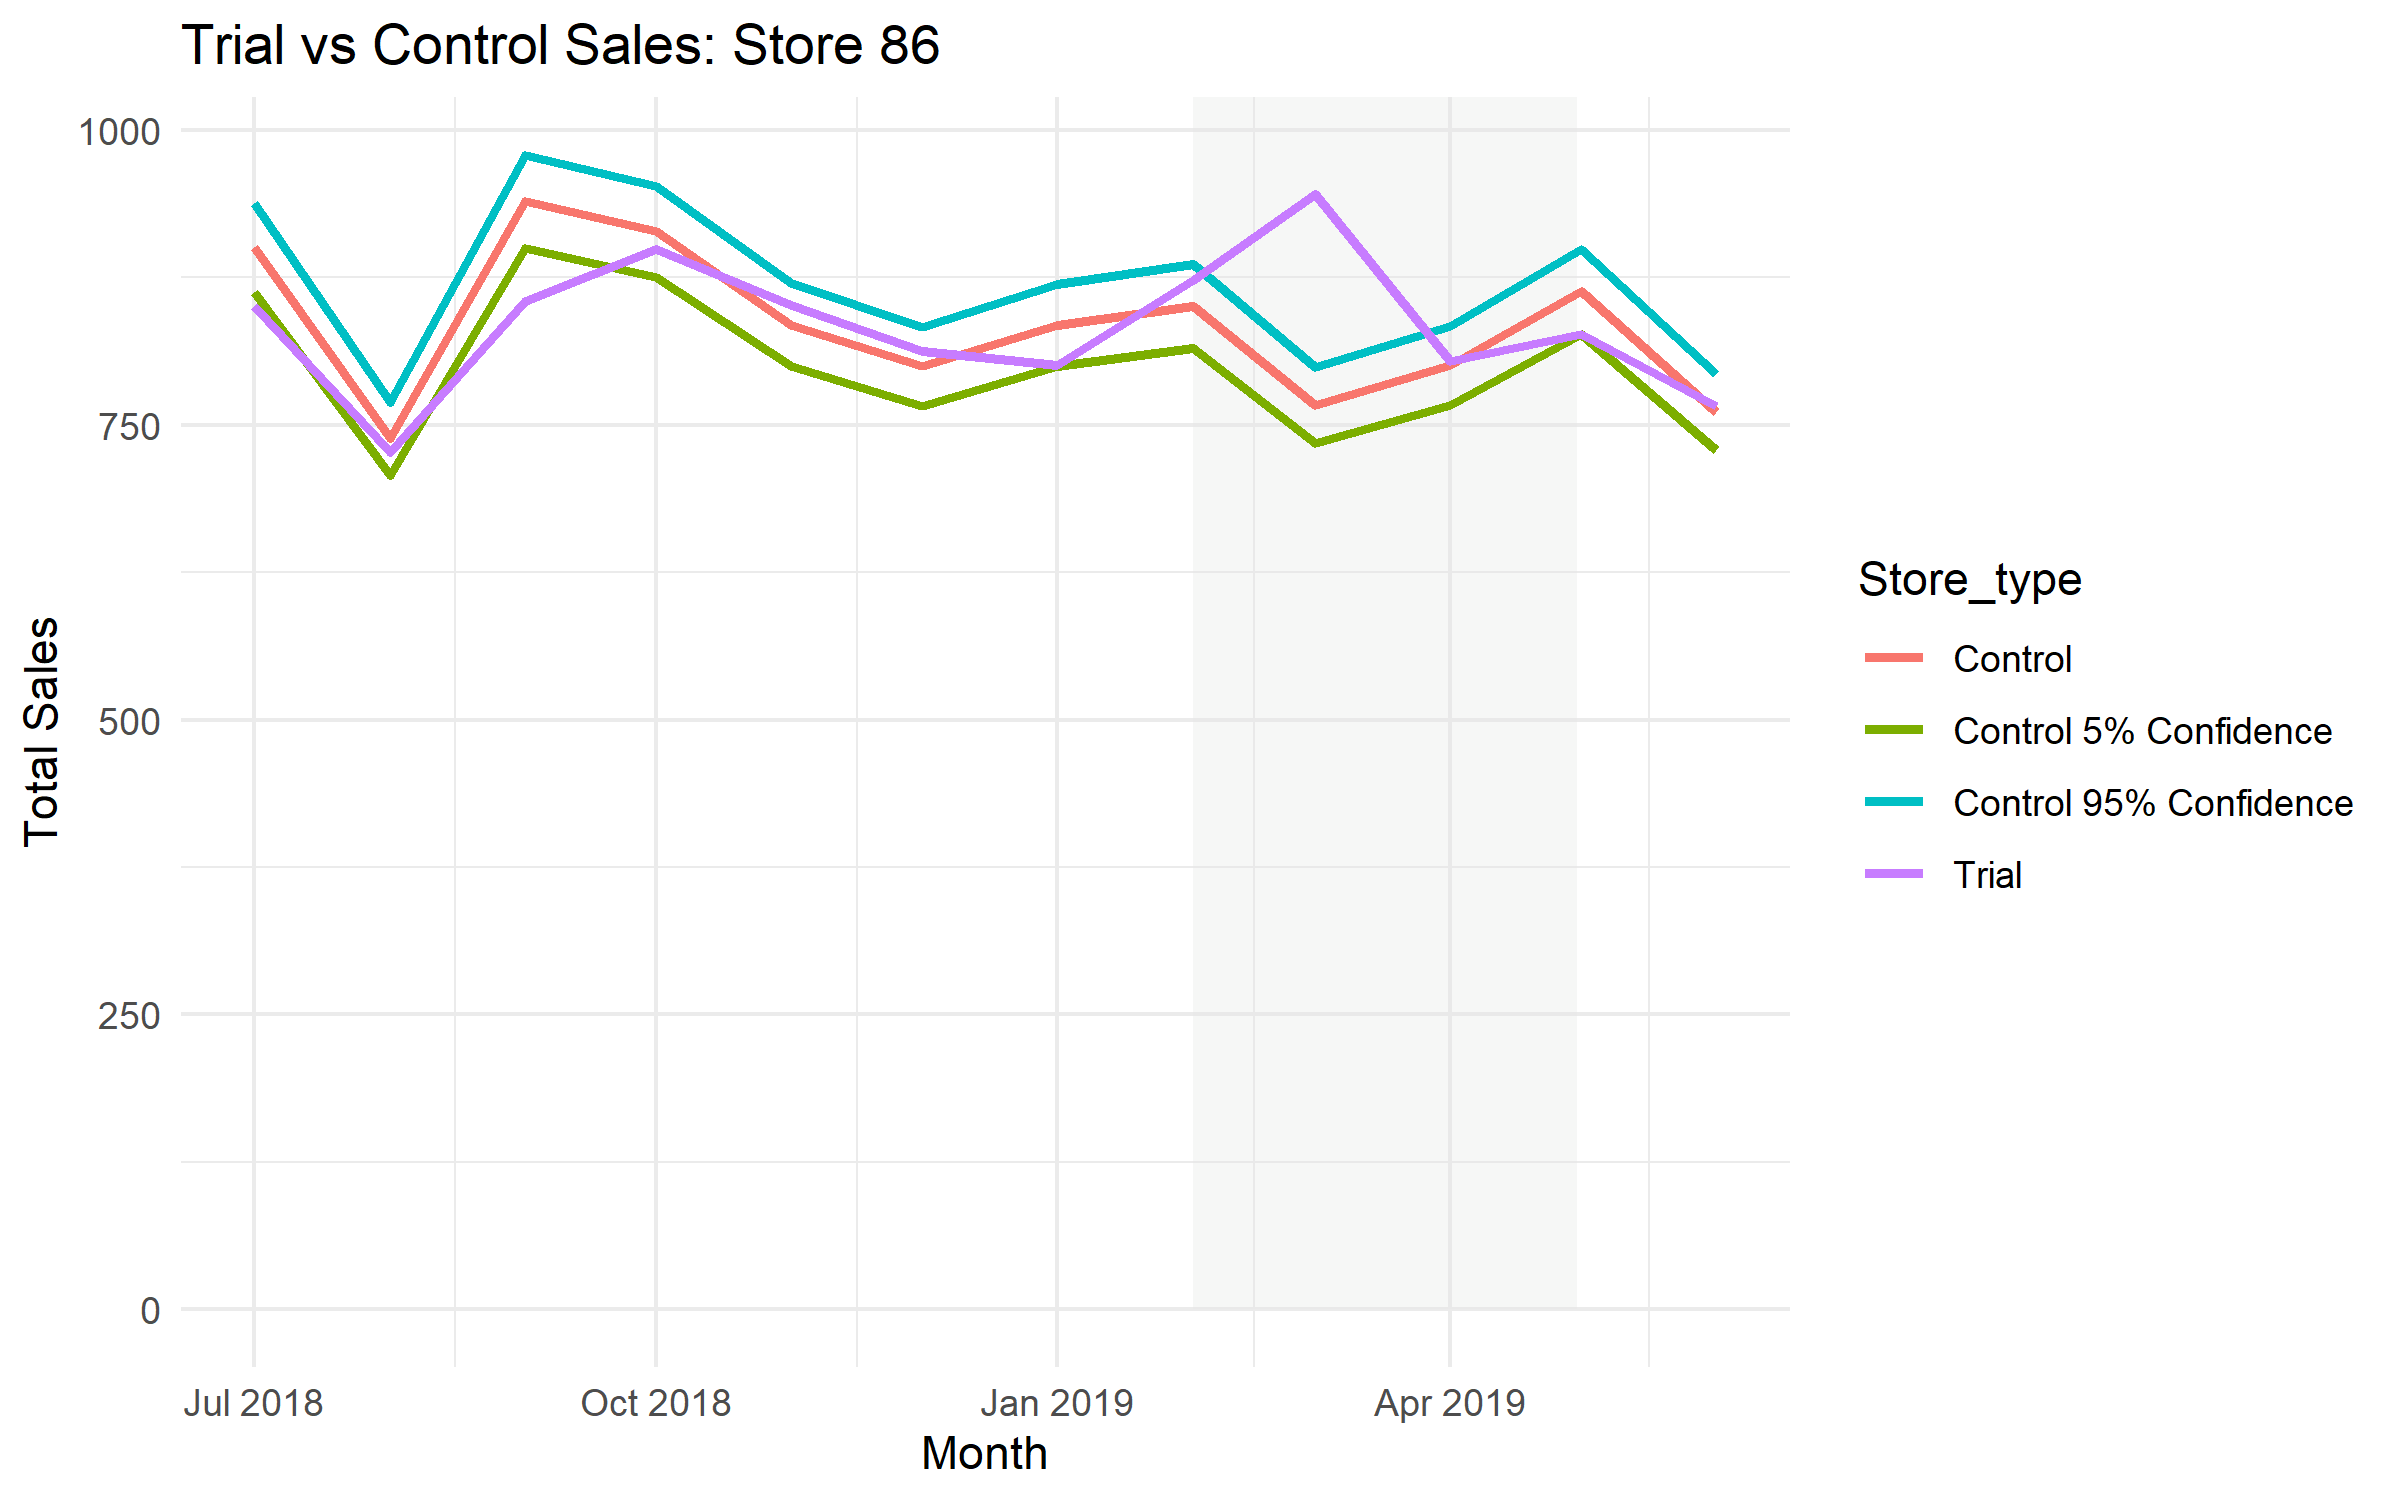 Trial vs Control Sales: Store 86
1000
750
500
250
0
Total Sales
Jul 2018
Oct 2018
Jan 2019
Apr 2019
Month
Store_type
Control
Control 5% Confidence
Control 95% Confidence
Trial